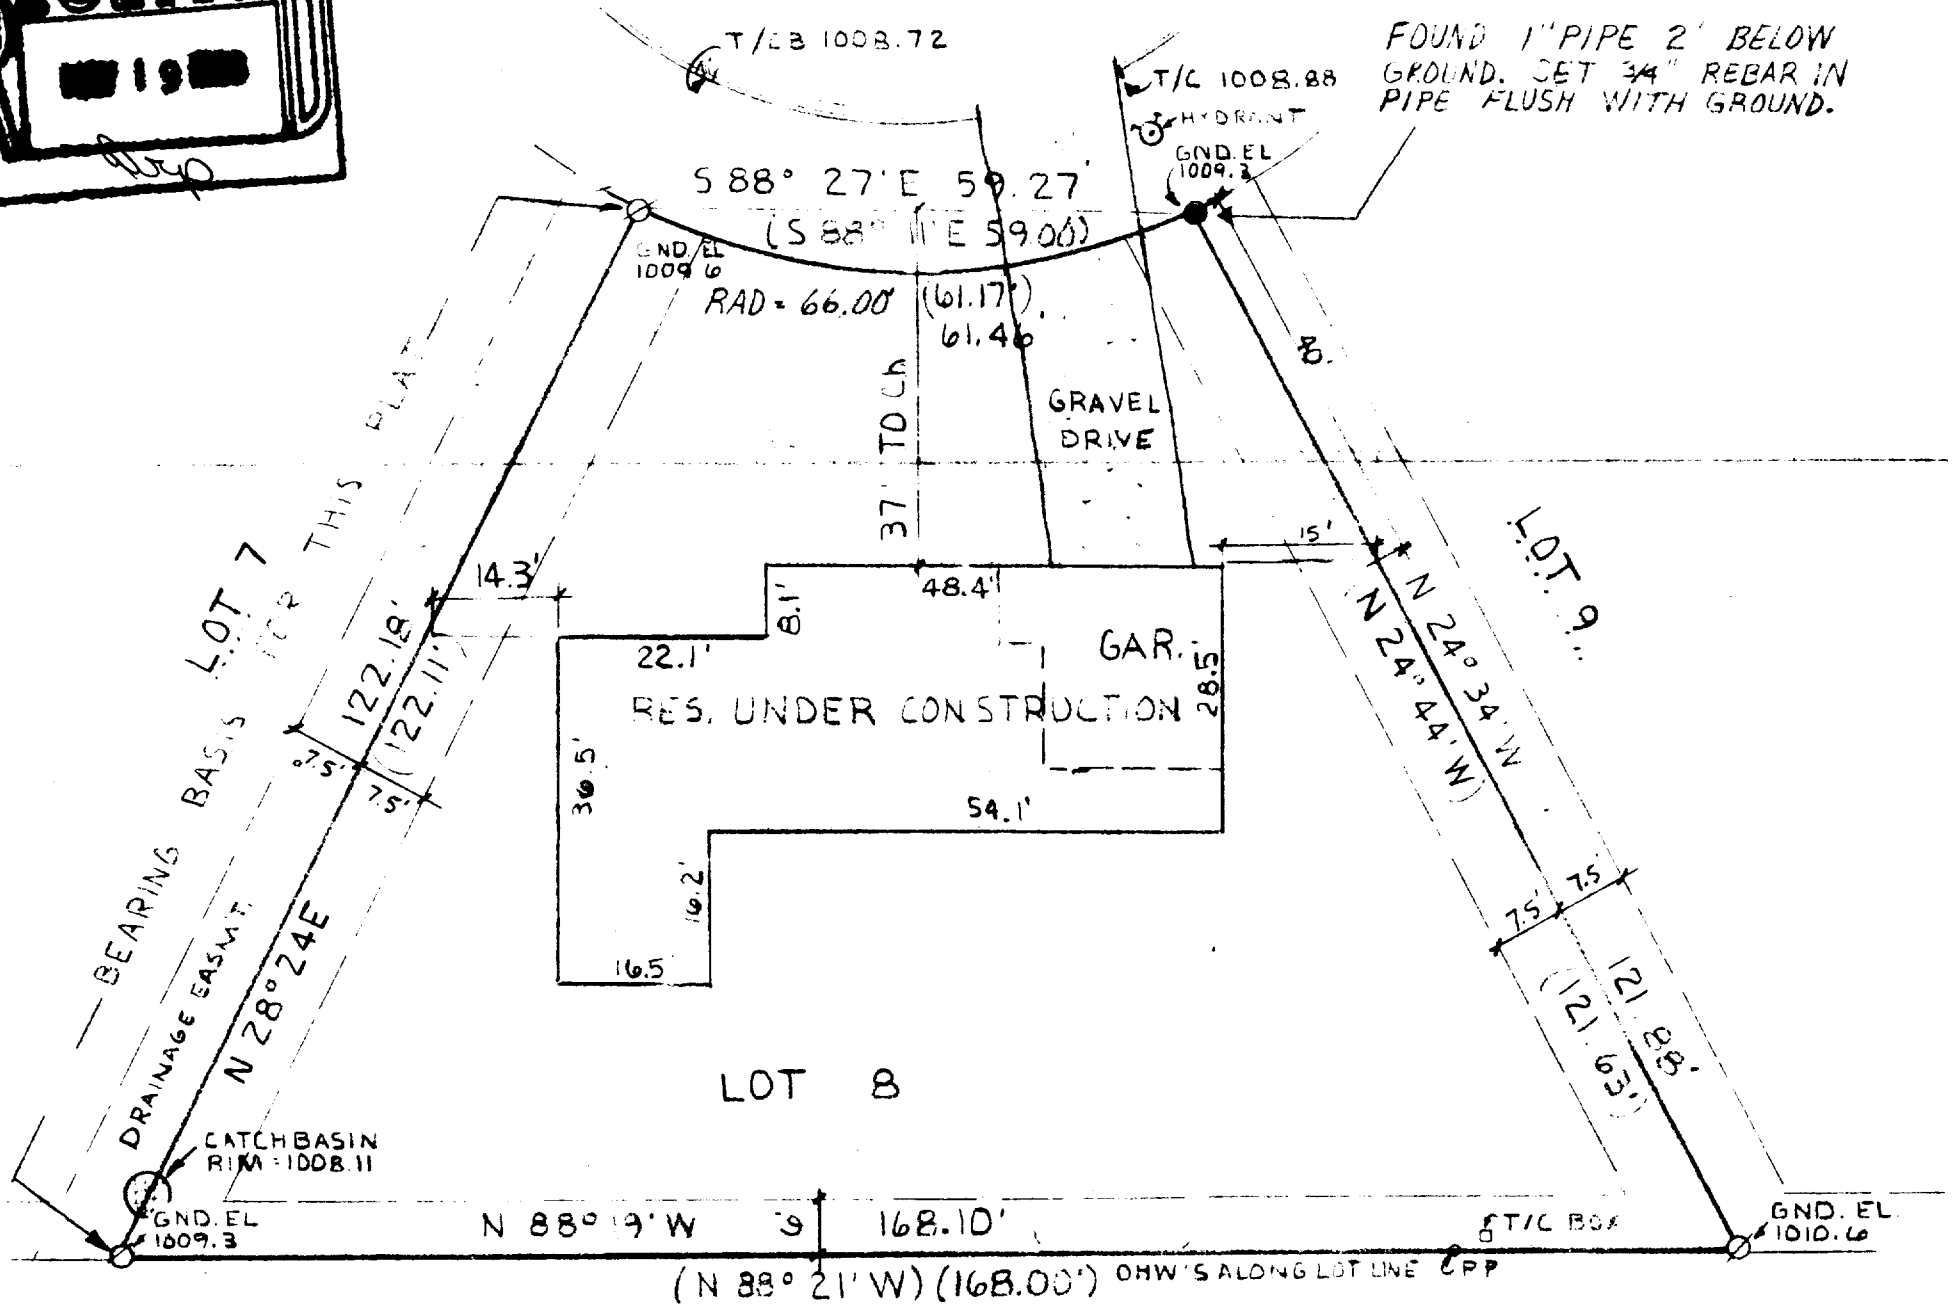 19
T/CB 1008.72
T/C 1008.88
HYDRANT
GND. EL
1009.3
FOUND 1" PIPE 2' BELOW
GROUND. SET 3/4" REBAR IN
PIPE FLUSH WITH GROUND.
S 88° 27' E 59.27'
(S 88° 11' E 59.00)
GND. EL
1009.6
RAD = 66.00' (61.17')
61.46'
37' TO Ch
GRAVEL
DRIVE
LOT 7
BEARING BASIS FOR THIS PLAT
14.3'
15'
LOT 9
122.18'
(122.11')
48.4'
8.1'
22.1'
GAR.
28.5'
RES. UNDER CONSTRUCTION
N 24° 34' W
(N 24° 44' W)
7.5'
7.5'
36.5'
54.1'
16.2'
16.5'
7.5'
7.5'
DRAINAGE EASM'T.
N 28° 24 E
121.88'
(121.63')
LOT 8
CATCH BASIN
RIM = 1008.11
GND. EL
1009.3
N 88° 19' W 168.10'
T/C BOX
GND. EL.
1010.6
(N 88° 21' W) (168.00') OHW'S ALONG LOT LINE PP